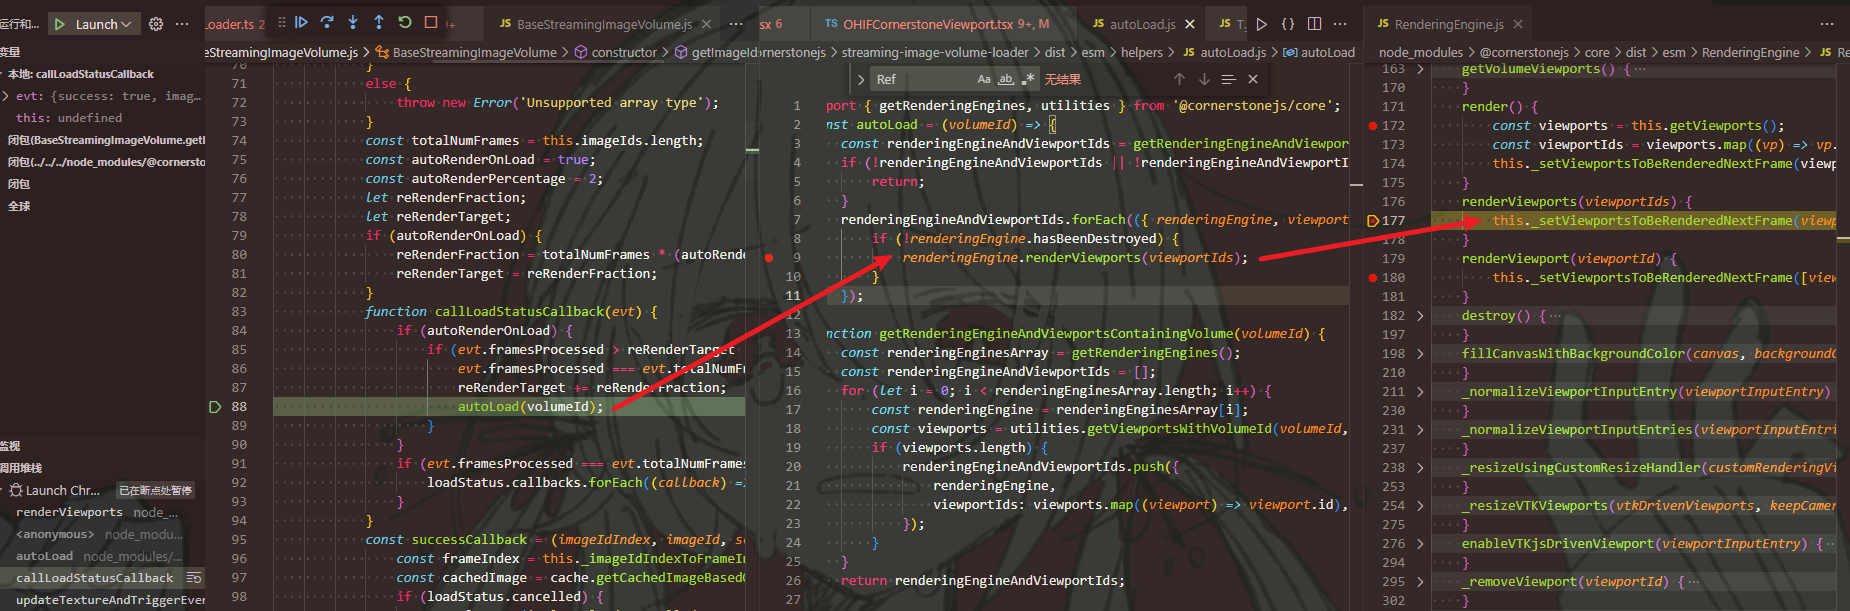 运行和...
Launch
变量
本地: callLoadStatusCallback
evt: {success: true, imag...
this: undefined
闭包(BaseStreamingImageVolume.getI
闭包(../../../node_modules/@cornersto
闭包
全球
监视
调用堆栈
Launch Chr... 已在断点处暂停
renderViewports node_...
<anonymous> node_modu...
autoLoad node_modules/...
callLoadStatusCallback
updateTextureAndTriggerEver
Loader.ts 2
BaseStreamingImageVolume.js
eStreamingImageVolume.js > BaseStreamingImageVolume > constructor > getImageId
70 }
71 else {
72 throw new Error('Unsupported array type');
73 }
74 const totalNumFrames = this.imageIds.length;
75 const autoRenderOnLoad = true;
76 const autoRenderPercentage = 2;
77 let reRenderFraction;
78 let reRenderTarget;
79 if (autoRenderOnLoad) {
80 reRenderFraction = totalNumFrames * (autoRende
81 reRenderTarget = reRenderFraction;
82 }
83 function callLoadStatusCallback(evt) {
84 if (autoRenderOnLoad) {
85 if (evt.framesProcessed > reRenderTarget
86 evt.framesProcessed === evt.totalNumFr
87 reRenderTarget += reRenderFraction;
88 autoLoad(volumeId);
89 }
90 }
91 if (evt.framesProcessed === evt.totalNumFrames
92 loadStatus.callbacks.forEach((callback) =>
93 }
94 }
95 const successCallback = (imageIdIndex, imageId, sc
96 const frameIndex = this._imageIdIndexToFrameIn
97 const cachedImage = cache.getCachedImageBasedO
98 if (loadStatus.cancelled) {
sx 6
TS OHIFCornerstoneViewport.tsx 9+, M
JS autoLoad.js
JS T.
ornerstonejs > streaming-image-volume-loader > dist > esm > helpers > JS autoLoad.js > autoLoad
Ref Aa ab 无结果
1 port { getRenderingEngines, utilities } from '@cornerstonejs/core';
2 nst autoLoad = (volumeId) => {
3 const renderingEngineAndViewportIds = getRenderingEngineAndViewpor
4 if (!renderingEngineAndViewportIds || !renderingEngineAndViewportI
5 return;
6 }
7 renderingEngineAndViewportIds.forEach(({ renderingEngine, viewport
8 if (!renderingEngine.hasBeenDestroyed) {
9 renderingEngine.renderViewports(viewportIds);
10 }
11 });
12
13 nction getRenderingEngineAndViewportsContainingVolume(volumeId) {
14 const renderingEnginesArray = getRenderingEngines();
15 const renderingEngineAndViewportIds = [];
16 for (let i = 0; i < renderingEnginesArray.length; i++) {
17 const renderingEngine = renderingEnginesArray[i];
18 const viewports = utilities.getViewportsWithVolumeId(volumeId,
19 if (viewports.length) {
20 renderingEngineAndViewportIds.push({
21 renderingEngine,
22 viewportIds: viewports.map((viewport) => viewport.id),
23 });
24 }
25 }
26 return renderingEngineAndViewportIds;
27
JS RenderingEngine.js
node_modules > @cornerstonejs > core > dist > esm > RenderingEngine > JS Re
163 getVolumeViewports() {
170 }
171 render() {
172 const viewports = this.getViewports();
173 const viewportIds = viewports.map((vp) => vp.
174 this._setViewportsToBeRenderedNextFrame(viewp
175 }
176 renderViewports(viewportIds) {
177 this._setViewportsToBeRenderedNextFrame(viewp
178 }
179 renderViewport(viewportId) {
180 this._setViewportsToBeRenderedNextFrame([view
181 }
182 destroy() {
197 }
198 fillCanvasWithBackgroundColor(canvas, backgroundC
210 }
211 _normalizeViewportInputEntry(viewportInputEntry)
230 }
231 _normalizeViewportInputEntries(viewportInputEntri
237 }
238 _resizeUsingCustomResizeHandler(customRenderingVi
253 }
254 _resizeVTKViewports(vtkDrivenViewports, keepCamer
275 }
276 enableVTKjsDrivenViewport(viewportInputEntry) {
294 }
295 _removeViewport(viewportId) {
302 }